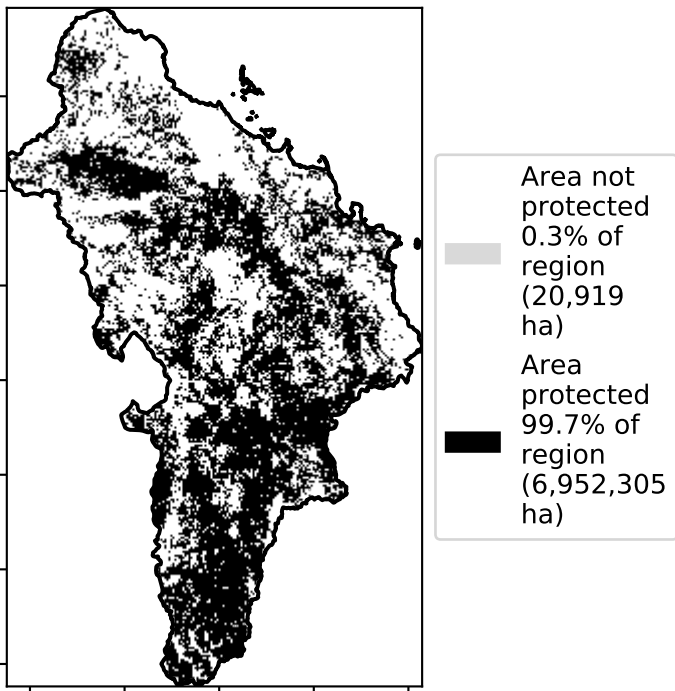 Area not
protected
0.3% of
region
(20,919
ha)
Area
protected
99.7% of
region
(6,952,305
ha)